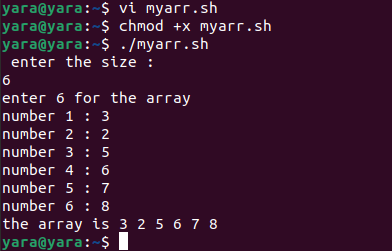 yara@yara:~$ vi myarr.sh
yara@yara:~$ chmod +x myarr.sh
yara@yara:~$ ./myarr.sh
 enter the size :
6
enter 6 for the array
number 1 : 3
number 2 : 2
number 3 : 5
number 4 : 6
number 5 : 7
number 6 : 8
the array is 3 2 5 6 7 8
yara@yara:~$